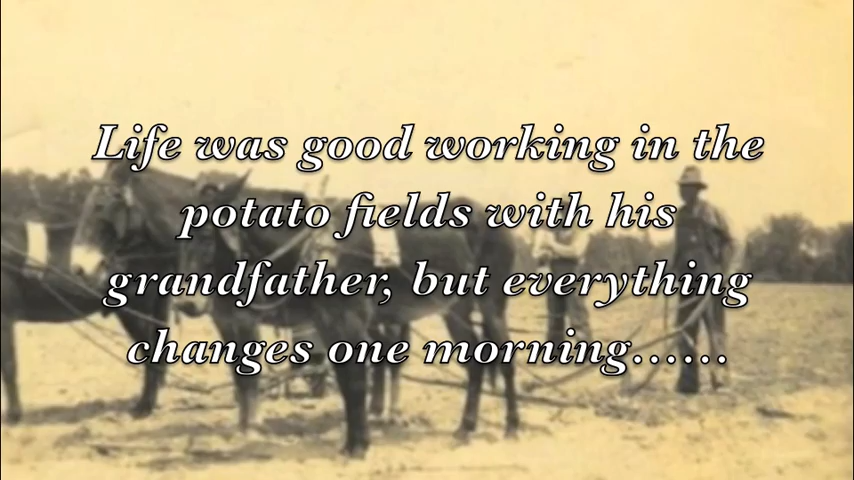 Life was good working in the
potato fields with his
grandfather, but everything
changes one morning......